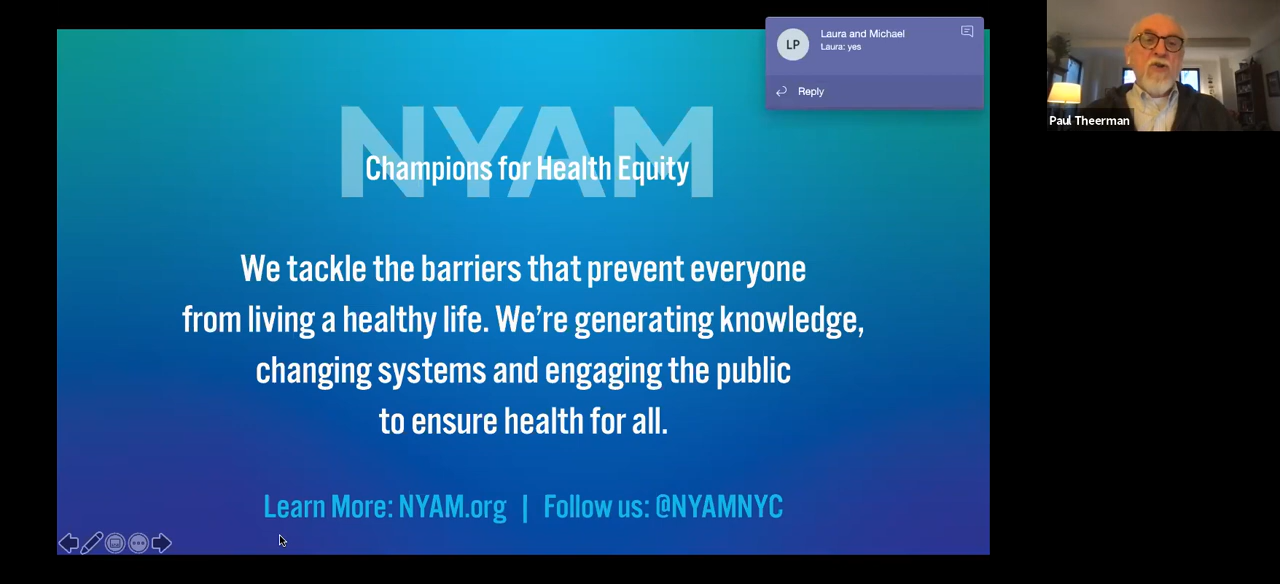 LP
Laura and Michael
Laura: yes
Reply
Paul Theerman
NYAM
Champions for Health Equity
We tackle the barriers that prevent everyone
from living a healthy life. We're generating knowledge,
changing systems and engaging the public
to ensure health for all.
Learn More: NYAM.org | Follow us: @NYAMNYC